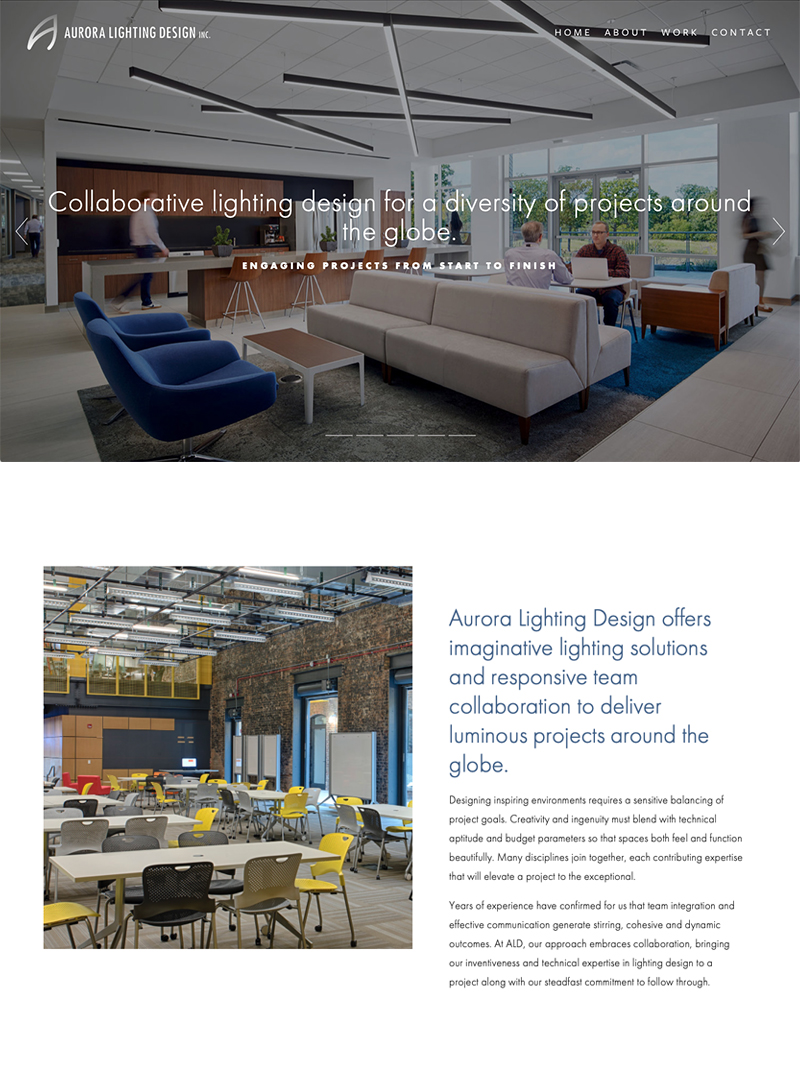 AURORA LIGHTING DESIGN INC.
HOME ABOUT WORK CONTACT
Collaborative lighting design for a diversity of projects around
the globe.
ENGAGING PROJECTS FROM START TO FINISH
Aurora Lighting Design offers
imaginative lighting solutions
and responsive team
collaboration to deliver
luminous projects around the
globe.
Designing inspiring environments requires a sensitive balancing of
project goals. Creativity and ingenuity must blend with technical
aptitude and budget parameters so that spaces both feel and function
beautifully. Many disciplines join together, each contributing expertise
that will elevate a project to the exceptional.
Years of experience have confirmed for us that team integration and
effective communication generate stirring, cohesive and dynamic
outcomes. At ALD, our approach embraces collaboration, bringing
our inventiveness and technical expertise in lighting design to a
project along with our steadfast commitment to follow through.